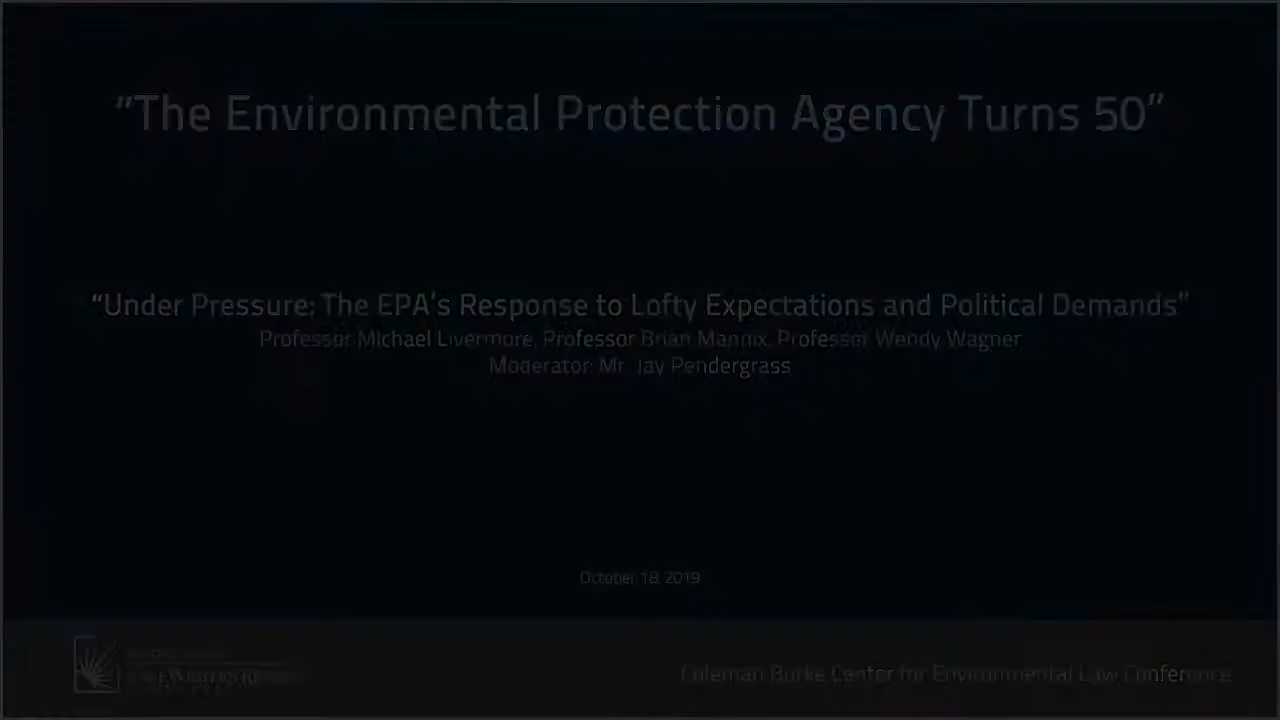 "The Environmental Protection Agency Turns 50"
"Under Pressure: The EPA's Response to Lofty Expectations and Political Demands"
Professor Michael Livermore, Professor Brian Mannix, Professor Wendy Wagner
Moderator: Mr. Jay Pendergrass
October 18, 2019
Coleman Burke Center for Environmental Law Conference